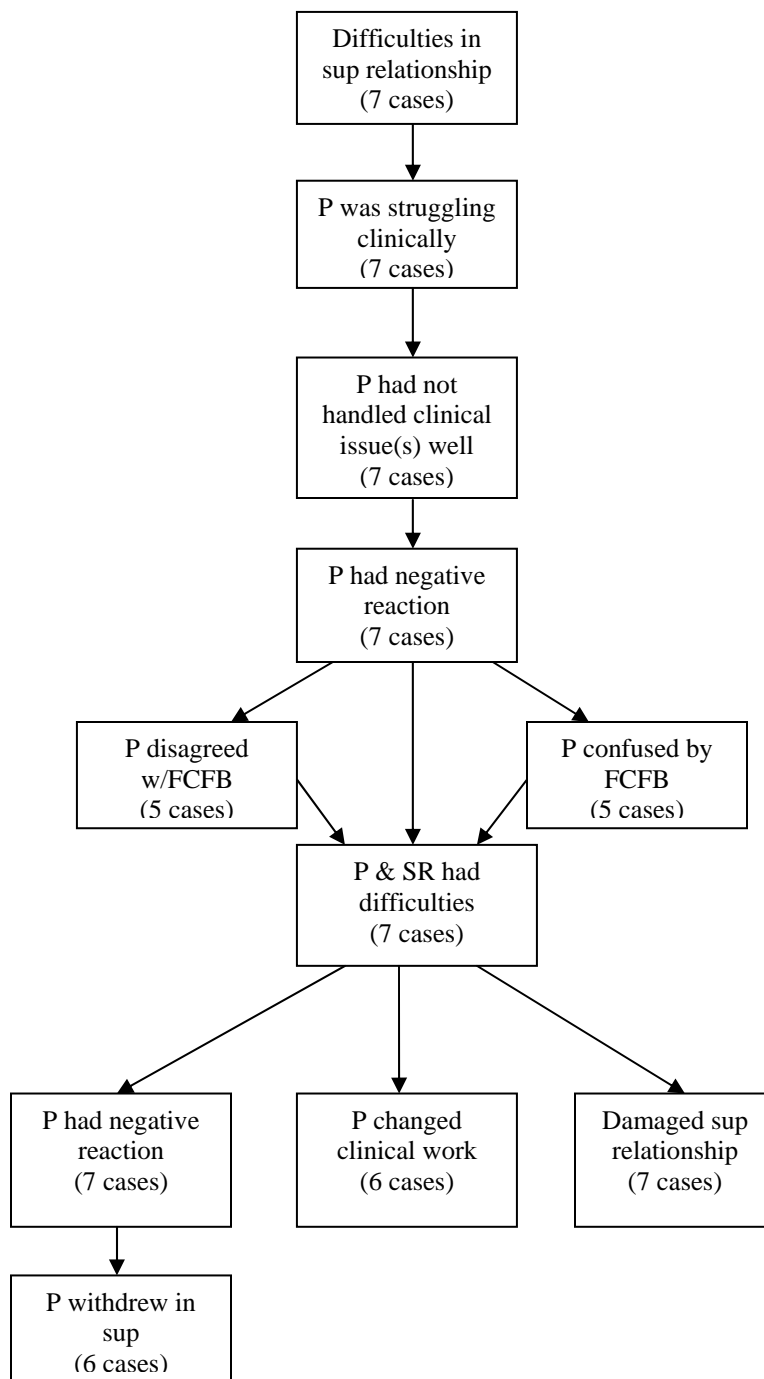 Difficulties in
sup relationship
(7 cases)
P was struggling
clinically
(7 cases)
P had not
handled clinical
issue(s) well
(7 cases)
P had negative
reaction
(7 cases)
P disagreed
w/FCFB
(5 cases)
P confused by
FCFB
(5 cases)
P & SR had
difficulties
(7 cases)
P had negative
reaction
(7 cases)
P changed
clinical work
(6 cases)
Damaged sup
relationship
(7 cases)
P withdrew in
sup
(6 cases)